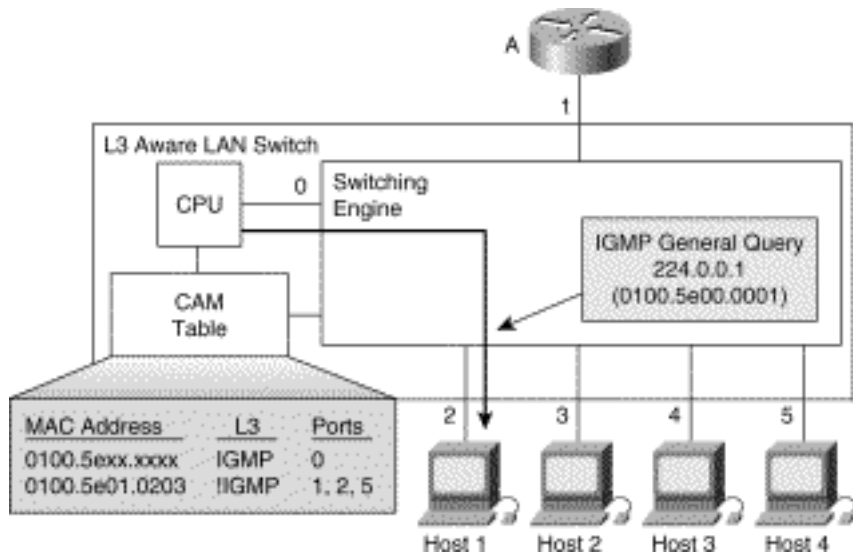 A
1
L3 Aware LAN Switch
CPU
0
Switching
Engine
IGMP General Query
224.0.0.1
(0100.5e00.0001)
CAM
Table
2
3
4
5
MAC Address L3 Ports
0100.5exx.xxxx IGMP 0
0100.5e01.0203 !IGMP 1, 2, 5
Host 1
Host 2
Host 3
Host 4